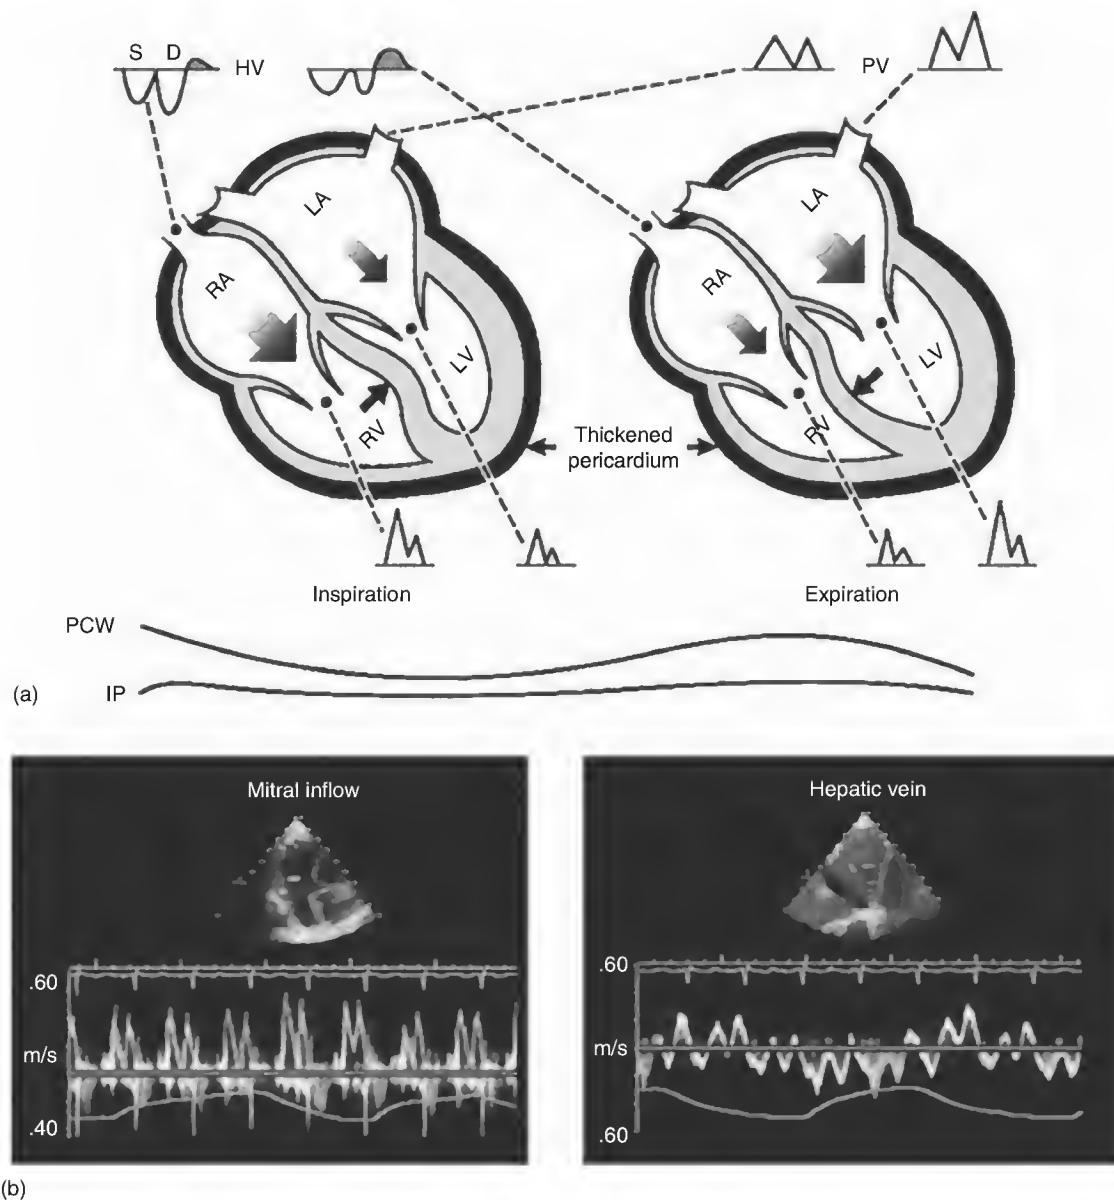 S D
HV
PV
LA
RA
LV
RV
LA
RA
LV
RV
Thickened
pericardium
Inspiration
Expiration
PCW
IP
(a)
Mitral inflow
.60
m/s
.40
Hepatic vein
.60
m/s
.60
(b)